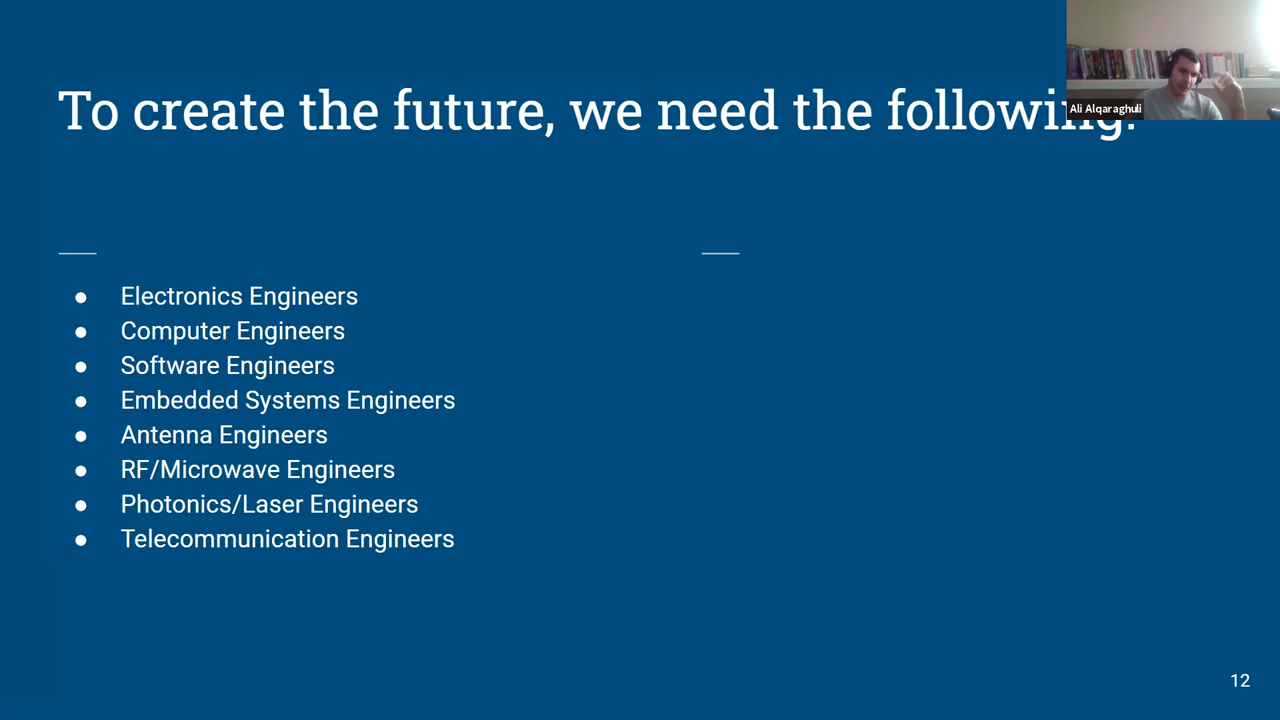 To create the future, we need the following:
Ali Alqaraghuli
Electronics Engineers
Computer Engineers
Software Engineers
Embedded Systems Engineers
Antenna Engineers
RF/Microwave Engineers
Photonics/Laser Engineers
Telecommunication Engineers
12